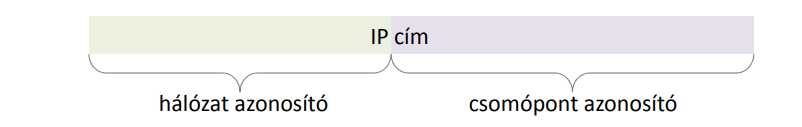 IP cím
hálózat azonosító
csomópont azonosító